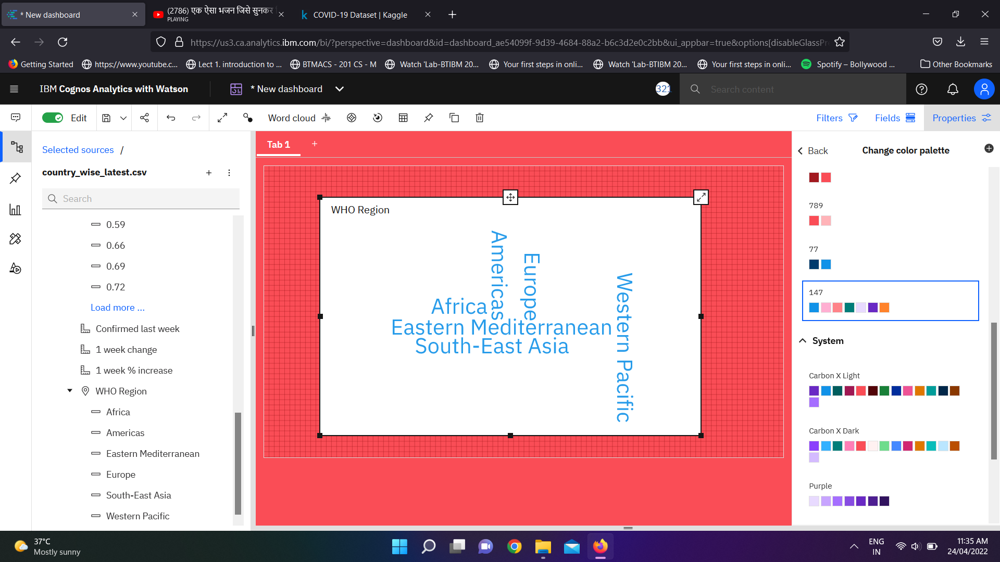 * New dashboard
(2786) एक ऐसा भजन जिसे सुनकर
PLAYING
COVID-19 Dataset | Kaggle
https://us3.ca.analytics.ibm.com/bi/?perspective=dashboard&id=dashboard_ae54099f-9d39-4684-88a2-b6c3d2e0c2bb&ui_appbar=true&options[disableGlassPr
Getting Started
https://www.youtube.c...
Lect 1. introduction to ...
BTMACS - 201 CS - M
Watch 'Lab-BTIBM 20...
Your first steps in onli...
Watch 'Lab-BTIBM 20...
Your first steps in onli...
Spotify – Bollywood ...
Other Bookmarks
IBM Cognos Analytics with Watson
* New dashboard
321
Search content
Edit
Word cloud
Filters
Fields
Properties
Selected sources /
country_wise_latest.csv
Search
0.59
0.66
0.69
0.72
Load more ...
Confirmed last week
1 week change
1 week % increase
WHO Region
Africa
Americas
Eastern Mediterranean
Europe
South-East Asia
Western Pacific
Tab 1
WHO Region
Americas
Europe
Western Pacific
Africa
Eastern Mediterranean
South-East Asia
Back
Change color palette
789
77
147
System
Carbon X Light
Carbon X Dark
Purple
37°C
Mostly sunny
ENG
IN
11:35 AM
24/04/2022